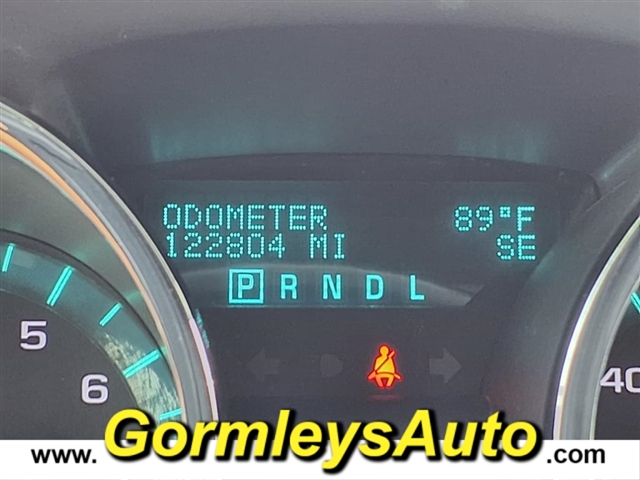 ODOMETER 89°F
122804 MI SE
P R N D L
5
6
40
www. GormleysAuto .com